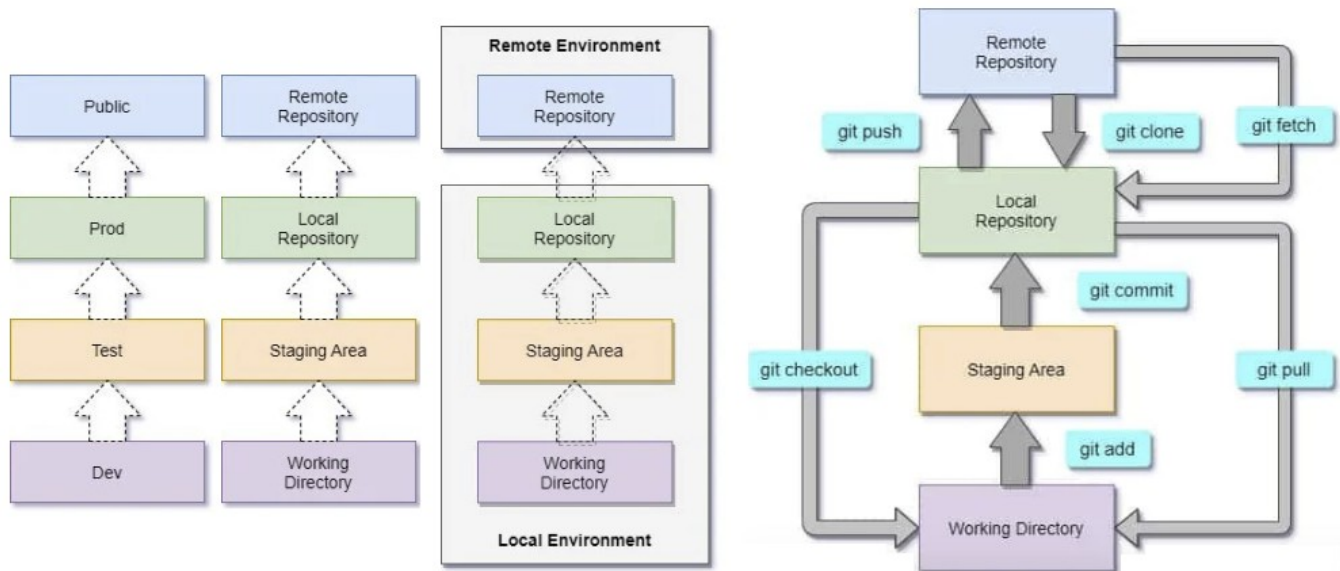 Public
Prod
Test
Dev
Remote
Repository
Local
Repository
Staging Area
Working
Directory
Remote Environment
Remote
Repository
Local
Repository
Staging Area
Working
Directory
Local Environment
Remote
Repository
git push
git clone
git fetch
Local
Repository
git commit
git checkout
Staging Area
git pull
git add
Working Directory